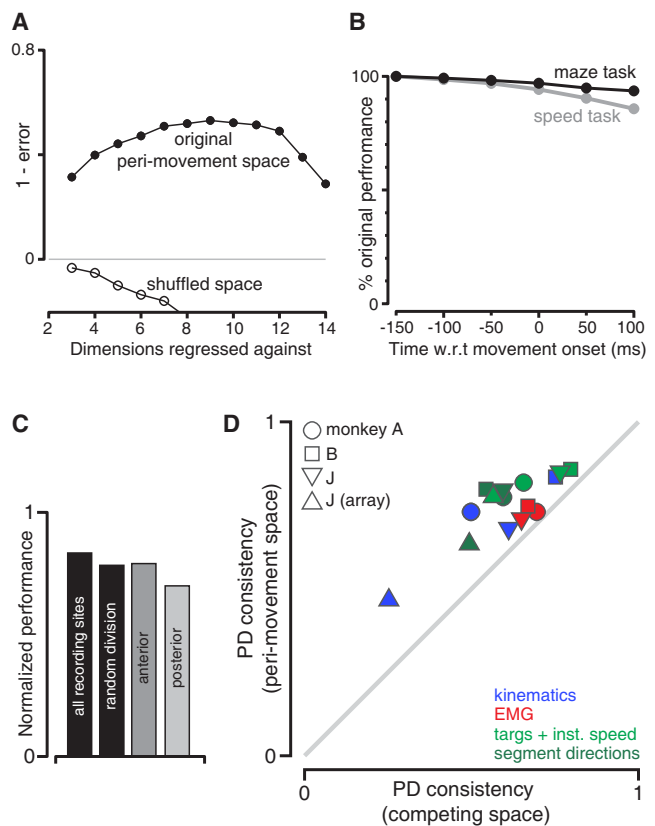 A
0.8
1 - error
0
original
peri-movement space
shuffled space
2 4 6 8 10 12 14
Dimensions regressed against
B
100
% original perfromance
0
maze task
speed task
-150 -100 -50 0 50 100
Time w.r.t movement onset (ms)
C
1
Normalized performance
0
all recording sites
random division
anterior
posterior
D
1
PD consistency
(peri-movement space)
0
monkey A
B
J
J (array)
kinematics
EMG
targs + inst. speed
segment directions
0 1
PD consistency
(competing space)